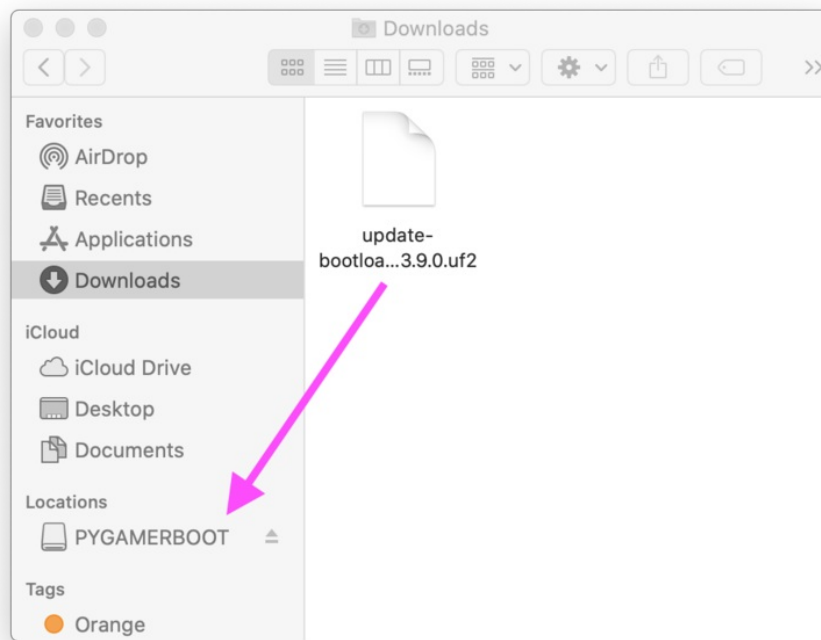 Downloads
Favorites
AirDrop
Recents
Applications
Downloads
iCloud
iCloud Drive
Desktop
Documents
Locations
PYGAMERBOOT
Tags
Orange
update-
bootloa...3.9.0.uf2